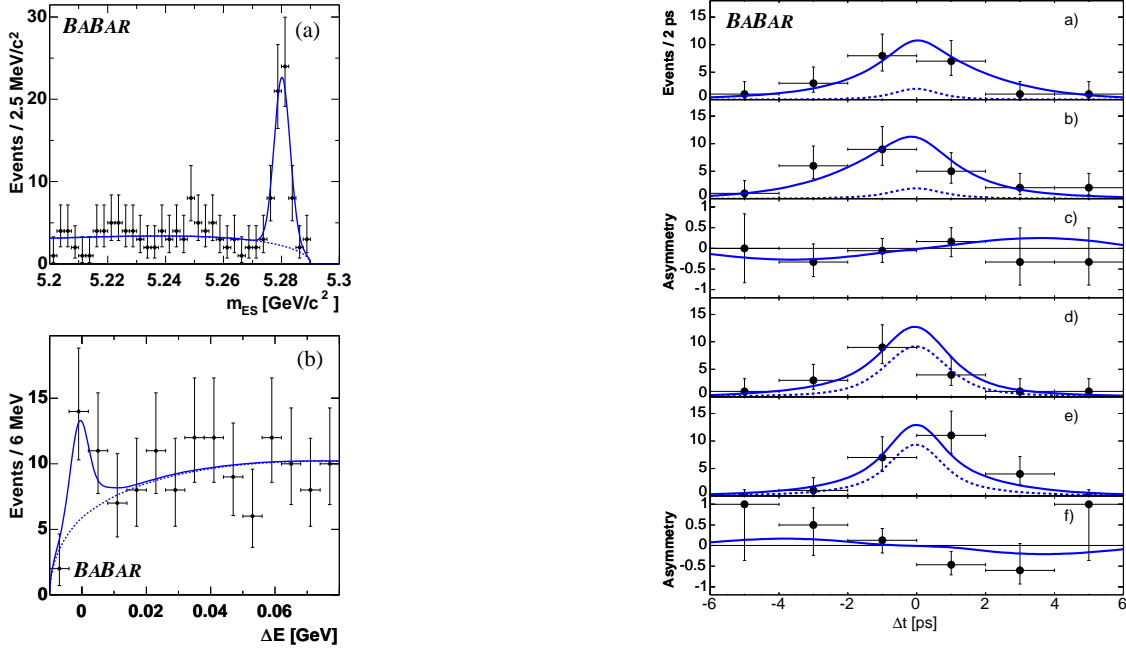 BABAR
(a)
Events / 2.5 MeV/c²
30
20
10
0
5.2
5.22
5.24
5.26
5.28
5.3
m_ES [GeV/c²]
(b)
Events / 6 MeV
15
10
5
0
BABAR
0
0.02
0.04
0.06
ΔE [GeV]
BABAR
a)
Events / 2 ps
15
10
5
0
b)
10
5
0
c)
Asymmetry
1
0.5
0
-0.5
-1
d)
15
10
5
0
e)
15
10
5
0
f)
Asymmetry
1
0.5
0
-0.5
-1
-6
-4
-2
0
2
4
6
Δt [ps]